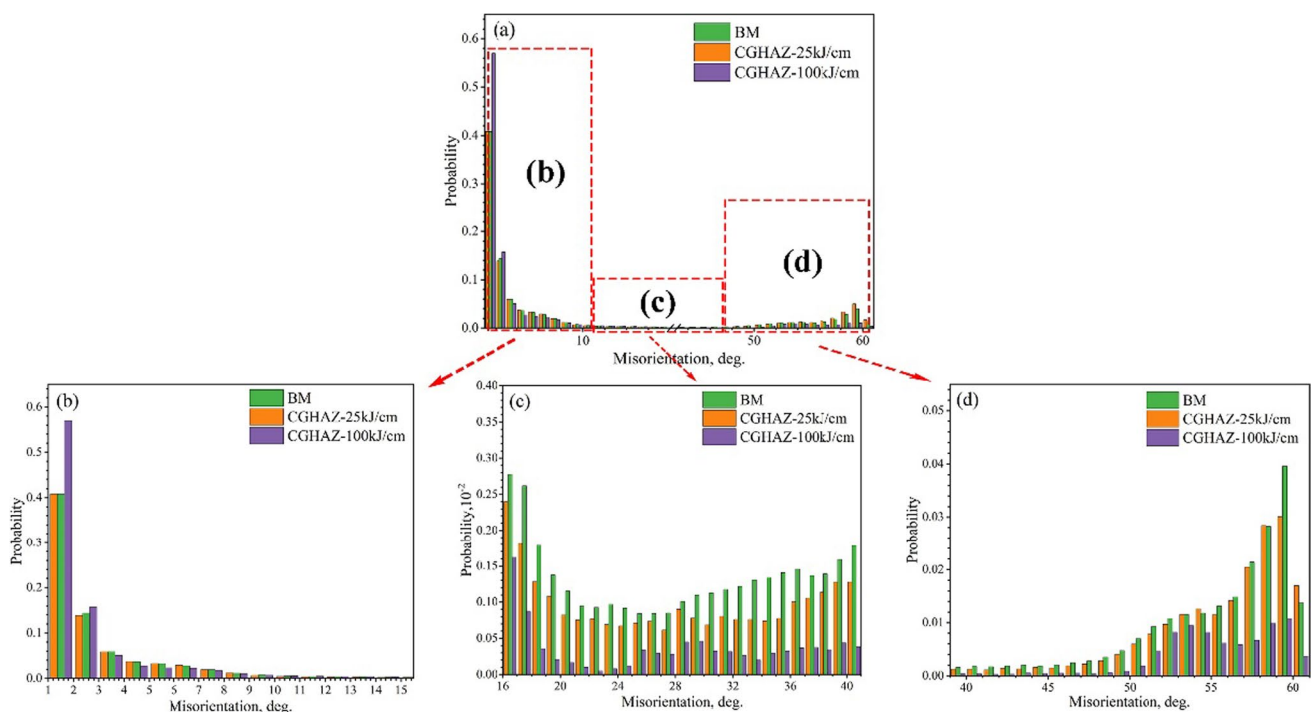 (a)
BM
CGHAZ-25kJ/cm
CGHAZ-100kJ/cm
0.6
0.5
0.4
0.3
0.2
0.1
0.0
Probability
(b)
(c)
(d)
10
50
60
Misorientation, deg.
(b)
BM
CGHAZ-25kJ/cm
CGHAZ-100kJ/cm
0.6
0.5
0.4
0.3
0.2
0.1
0.0
Probability
1 2 3 4 5 5 7 8 9 10 11 12 13 14 15
Misorientation, deg.
(c)
BM
CGHAZ-25kJ/cm
CGHAZ-100kJ/cm
0.40
0.35
0.30
0.25
0.20
0.15
0.10
0.05
0.00
Probability,10⁻²
16 20 24 28 32 36 40
Misorientation, deg.
(d)
BM
CGHAZ-25kJ/cm
CGHAZ-100kJ/cm
0.05
0.04
0.03
0.02
0.01
0.00
Probability
40 45 50 55 60
Misorientation, deg.